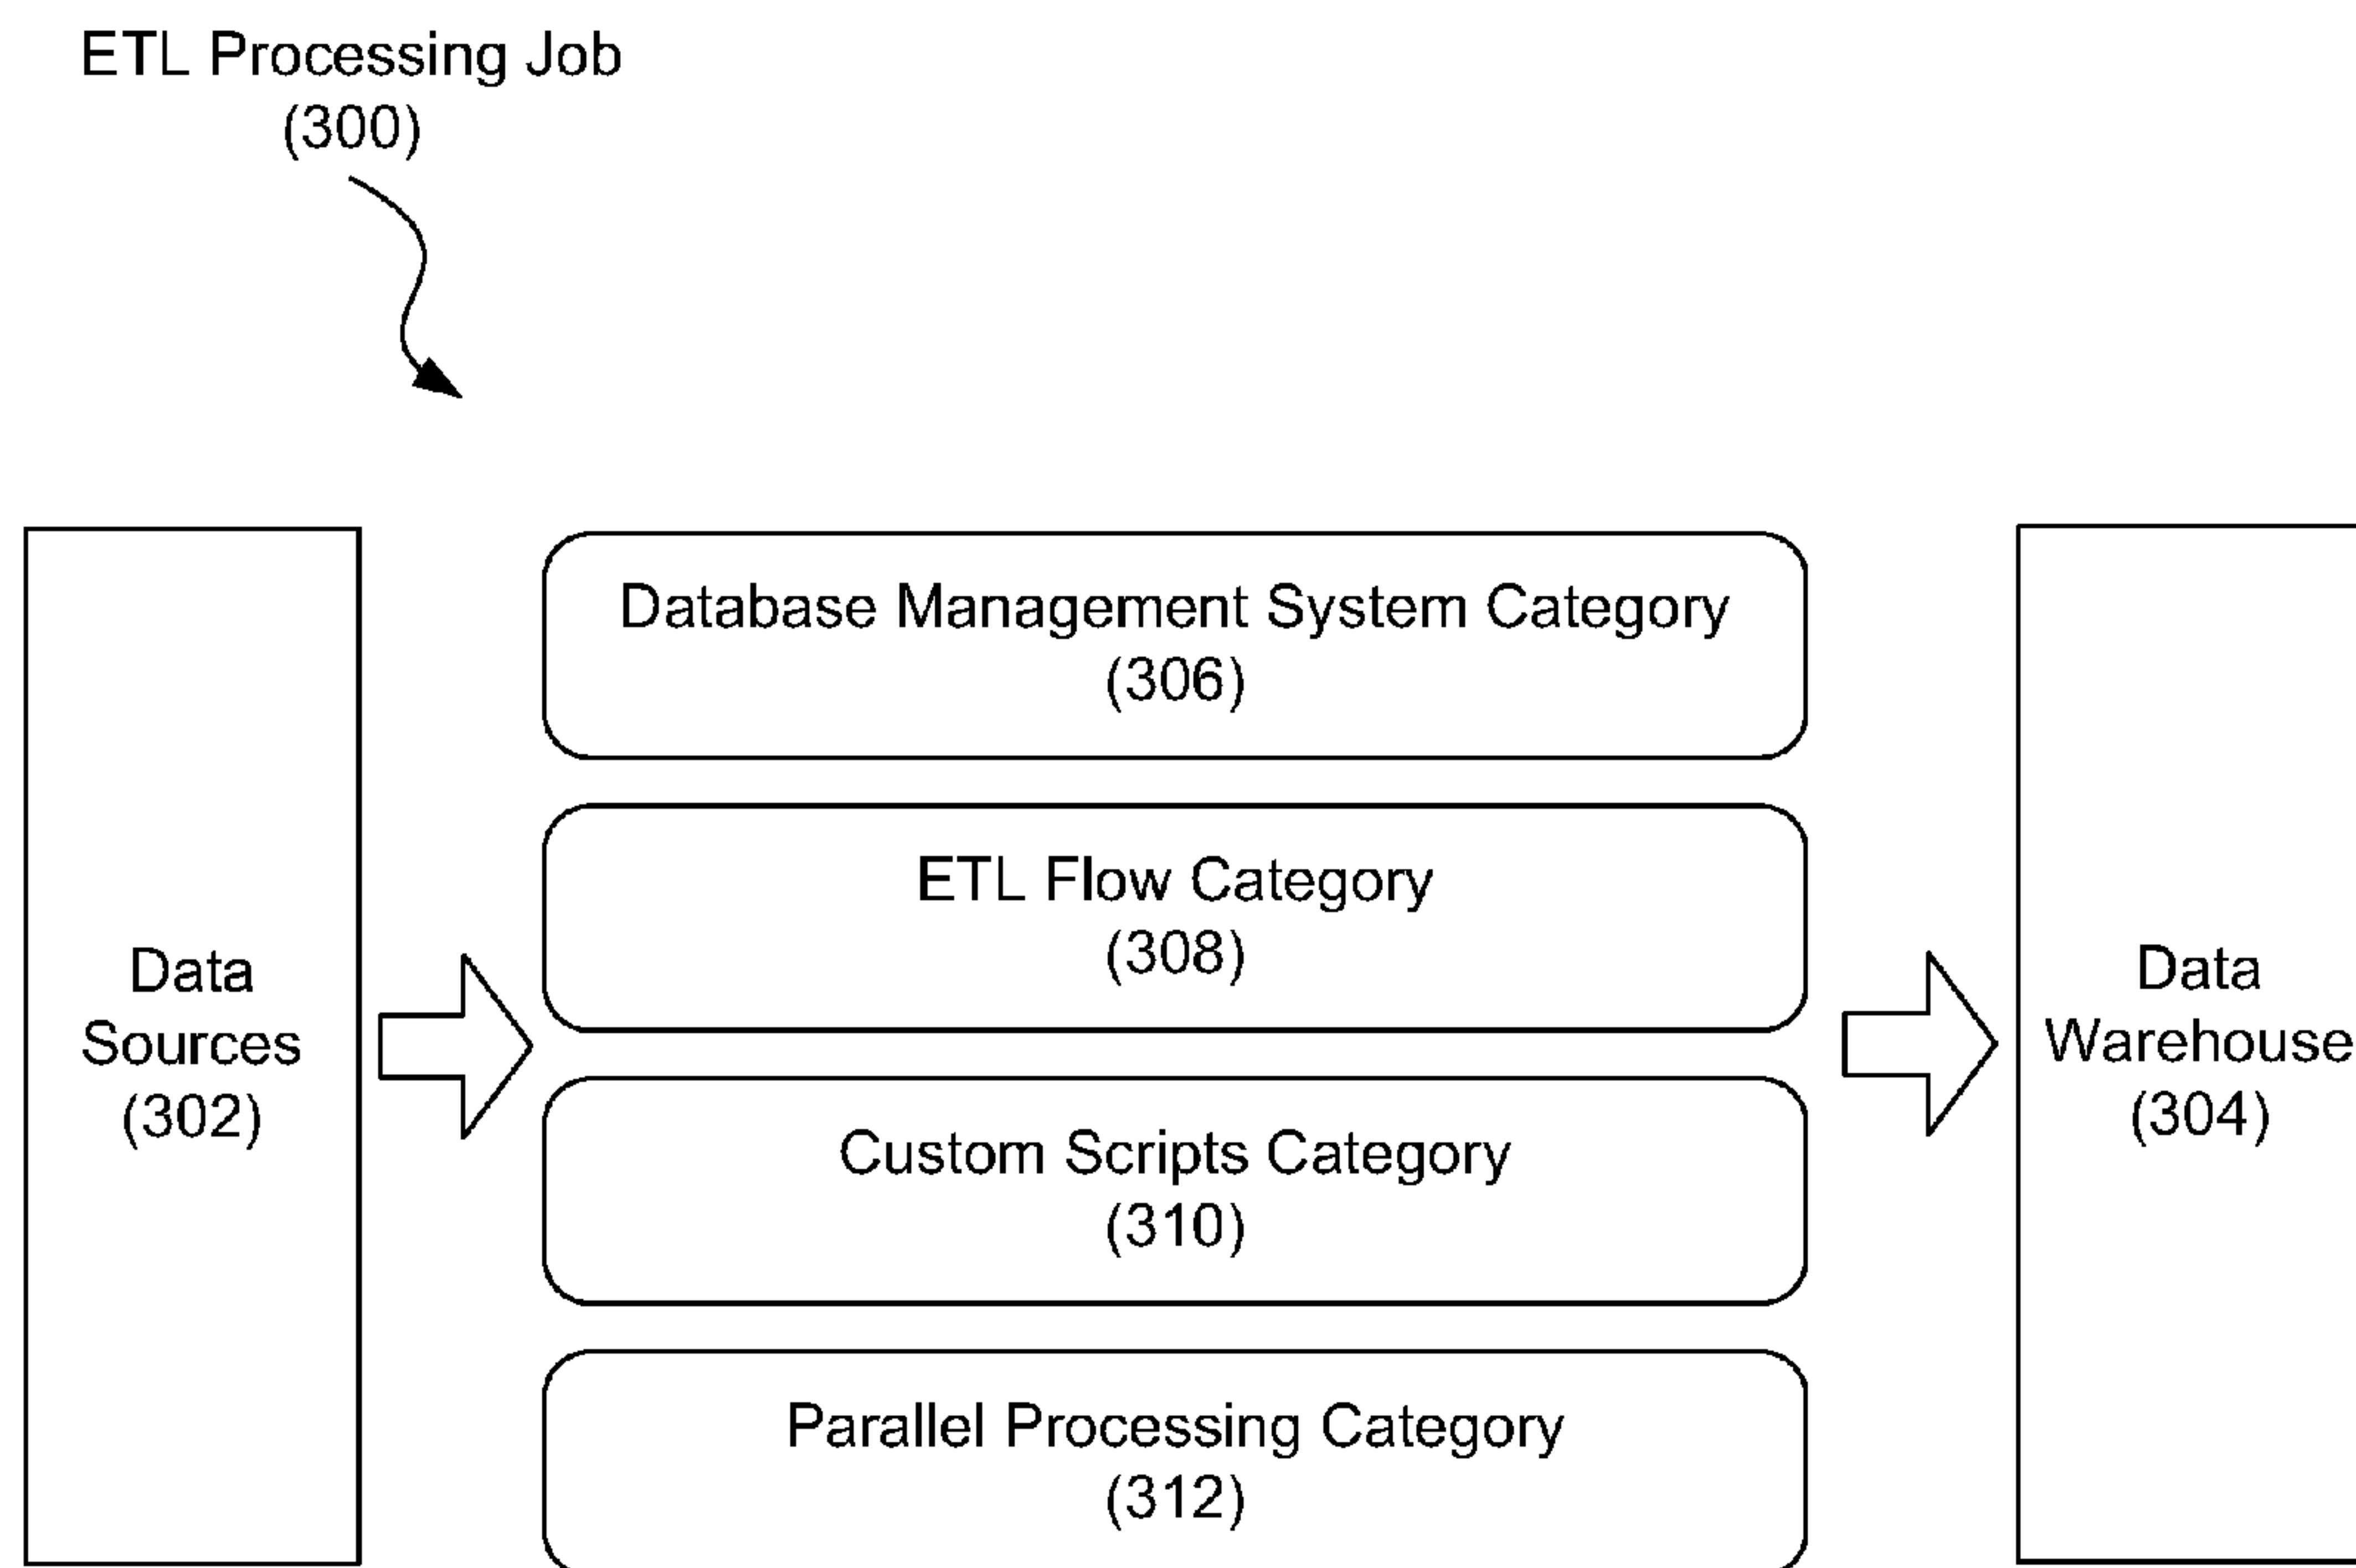 ETL Processing Job
(300)
Data
Sources
(302)
Database Management System Category
(306)
ETL Flow Category
(308)
Custom Scripts Category
(310)
Parallel Processing Category
(312)
Data
Warehouse
(304)